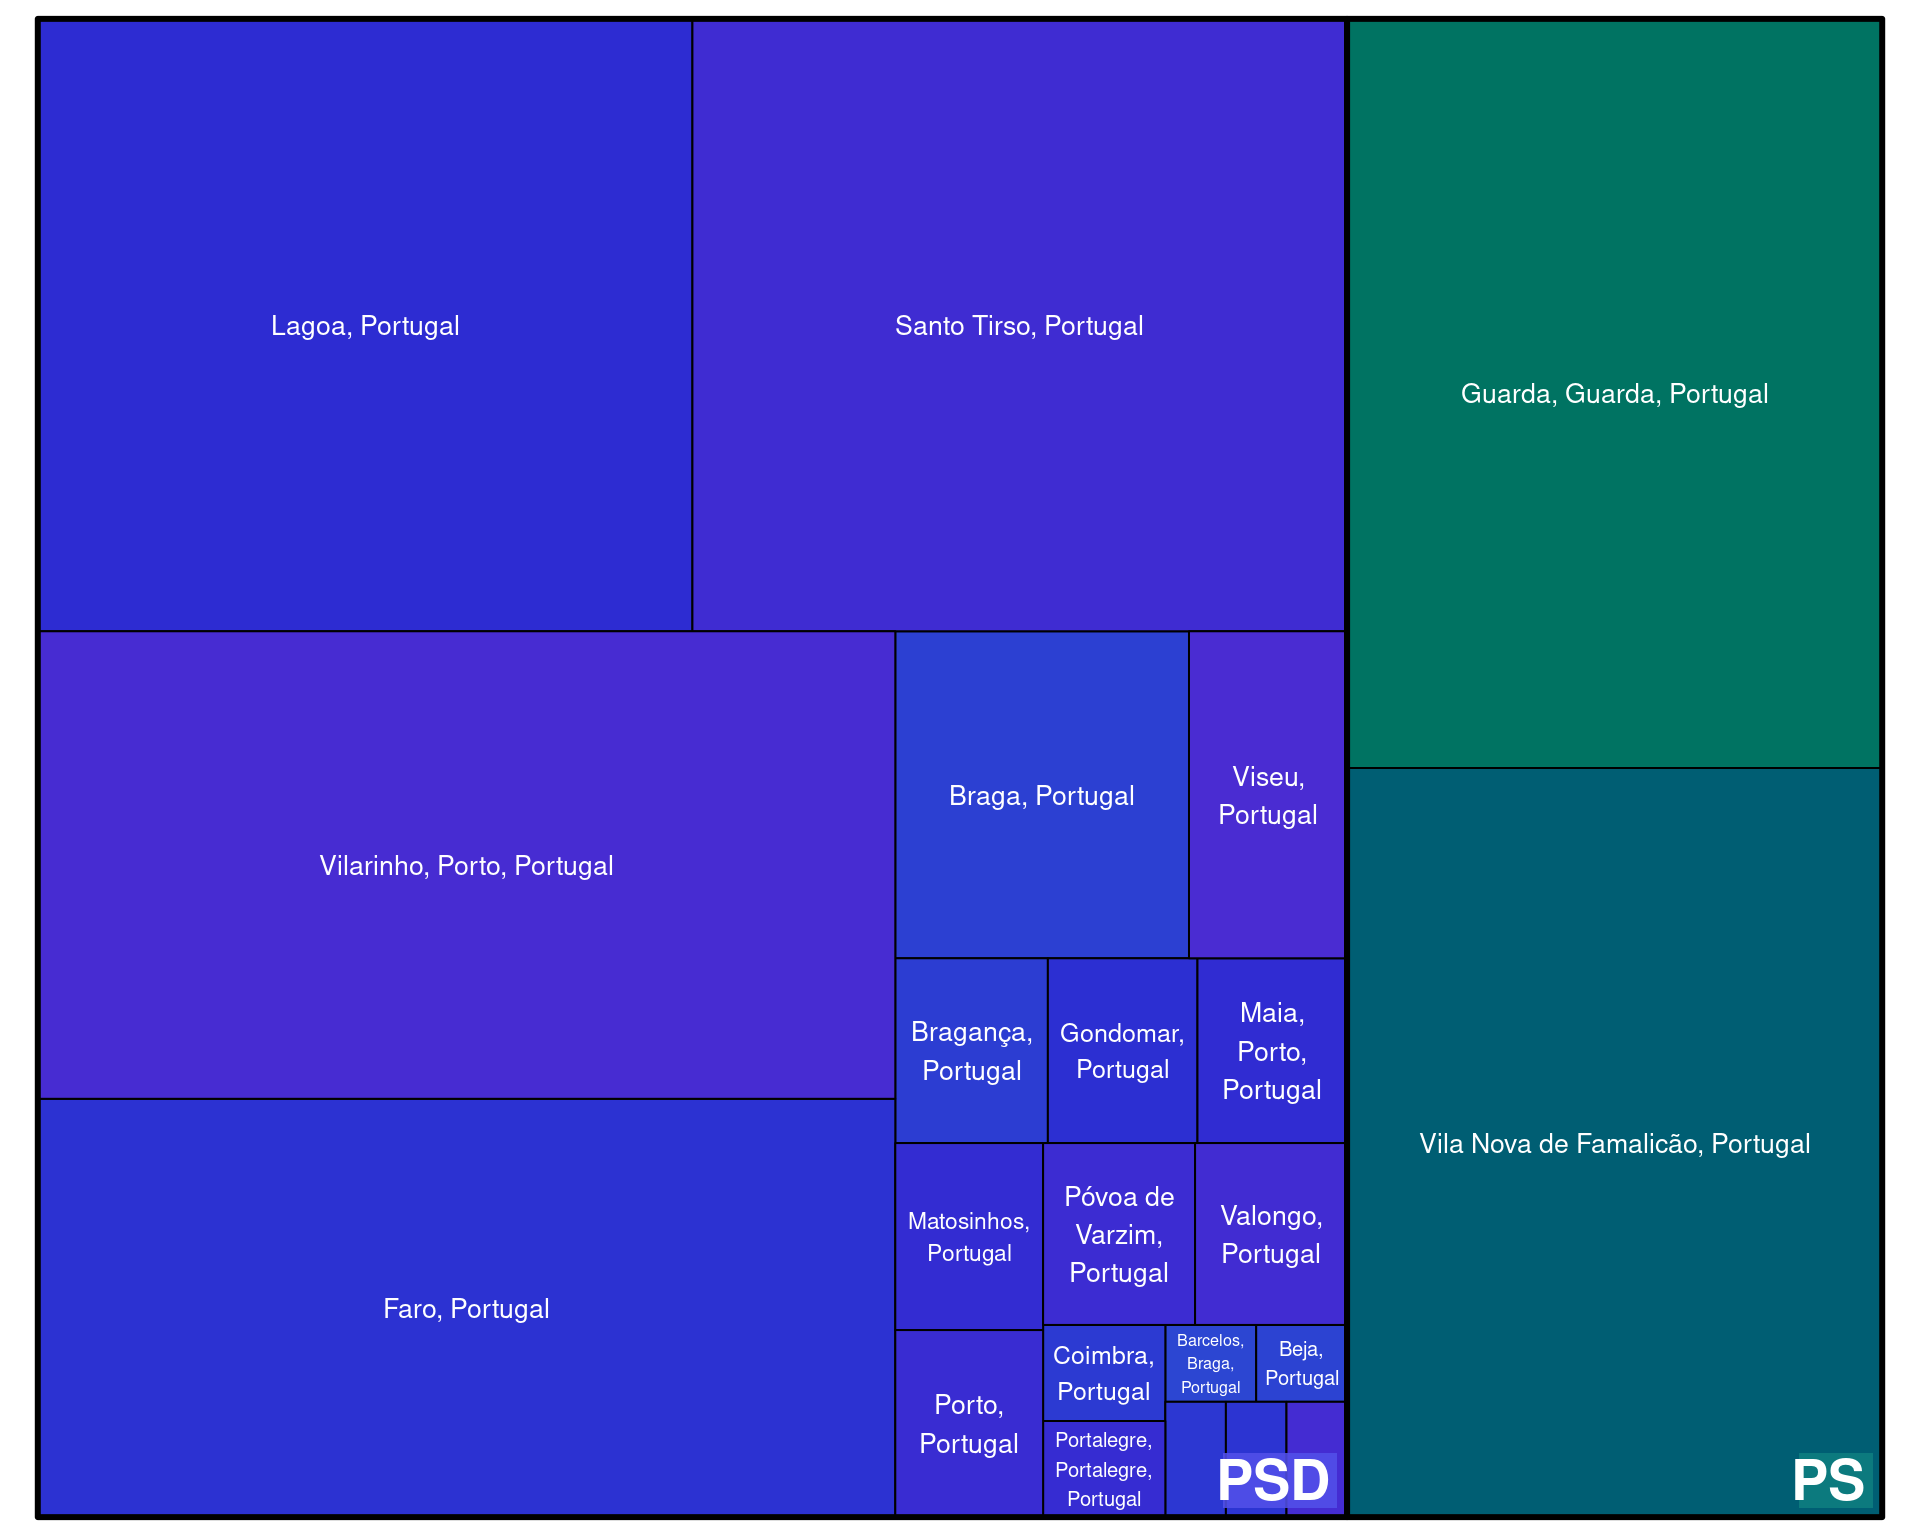 Lagoa, Portugal
Santo Tirso, Portugal
Guarda, Guarda, Portugal
Vilarinho, Porto, Portugal
Braga, Portugal
Viseu,
Portugal
Bragança,
Portugal
Gondomar,
Portugal
Maia,
Porto,
Portugal
Vila Nova de Famalicão, Portugal
Faro, Portugal
Matosinhos,
Portugal
Póvoa de
Varzim,
Portugal
Valongo,
Portugal
Porto,
Portugal
Coimbra,
Portugal
Barcelos,
Braga,
Portugal
Beja,
Portugal
Portalegre,
Portalegre,
Portugal
PSD
PS